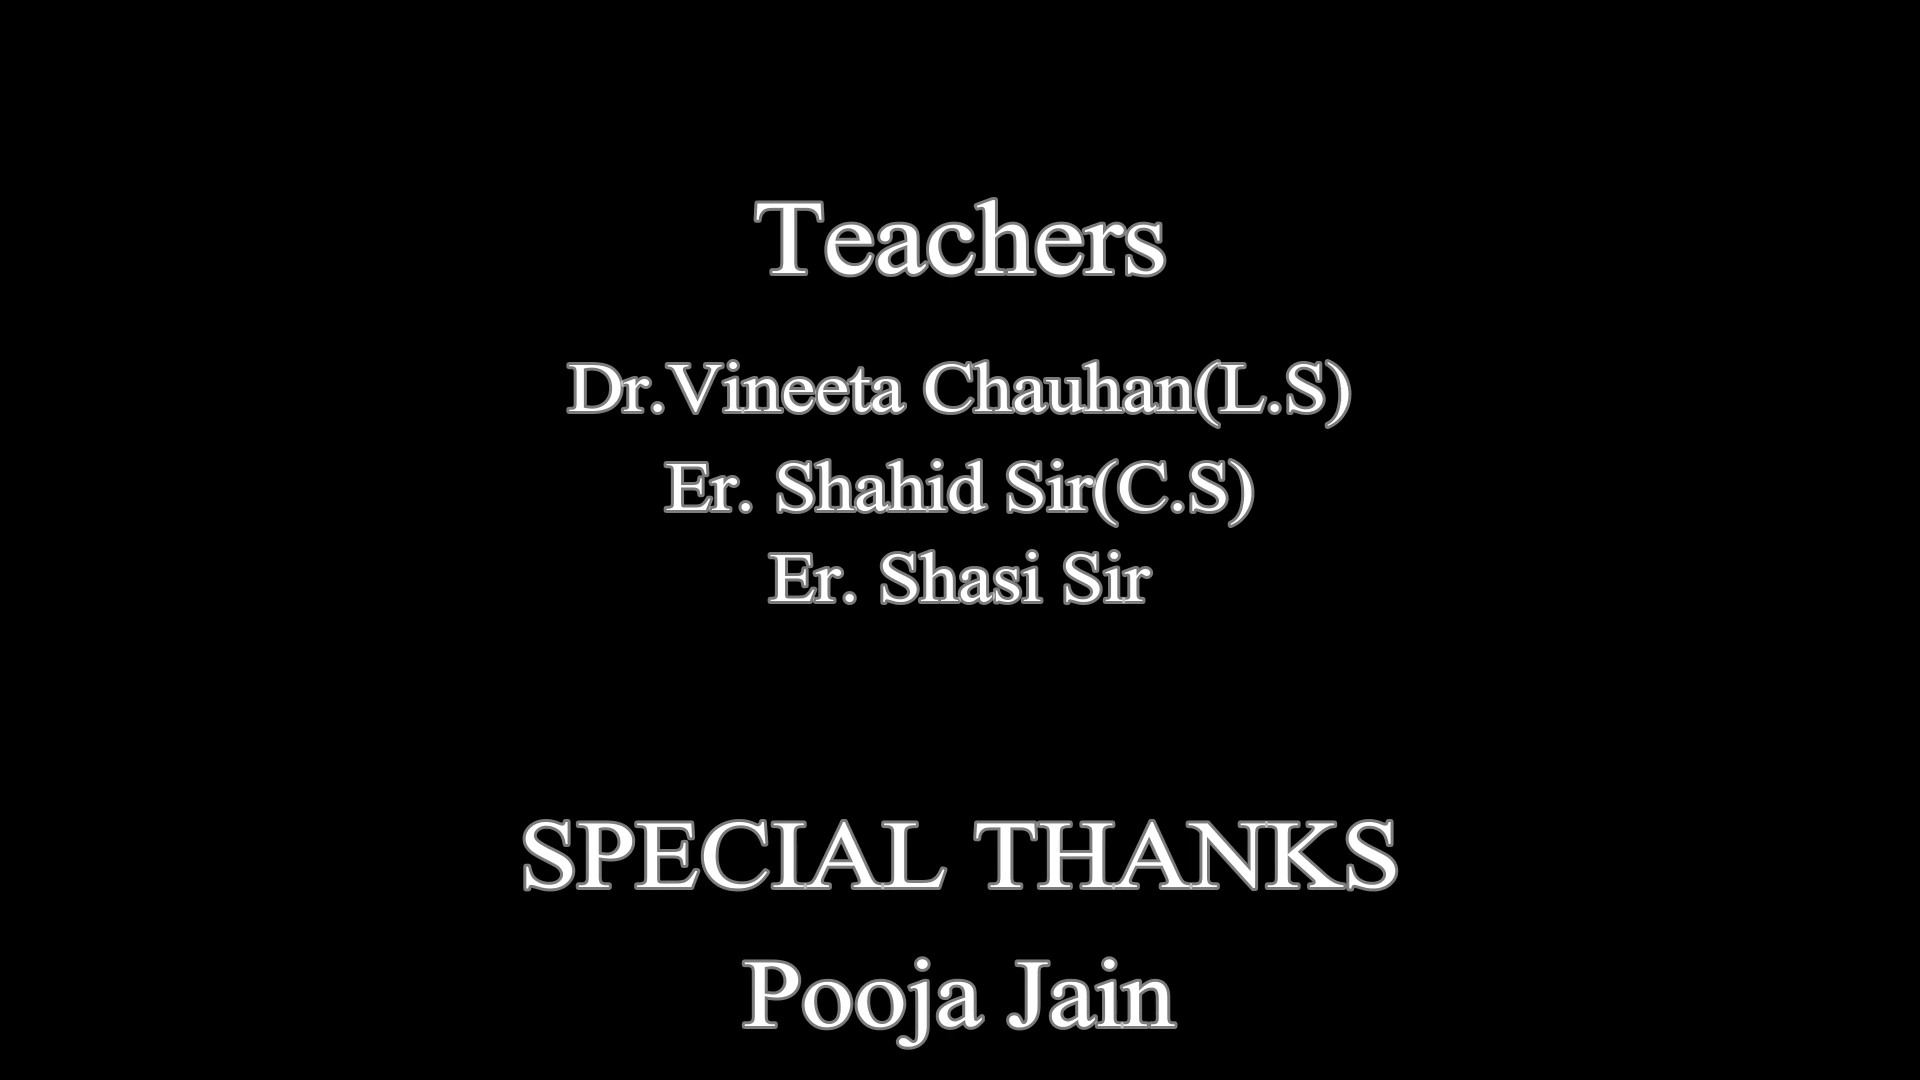 Teachers
Dr.Vineeta Chauhan(L.S)
Er. Shahid Sir(C.S)
Er. Shasi Sir
SPECIAL THANKS
Pooja Jain